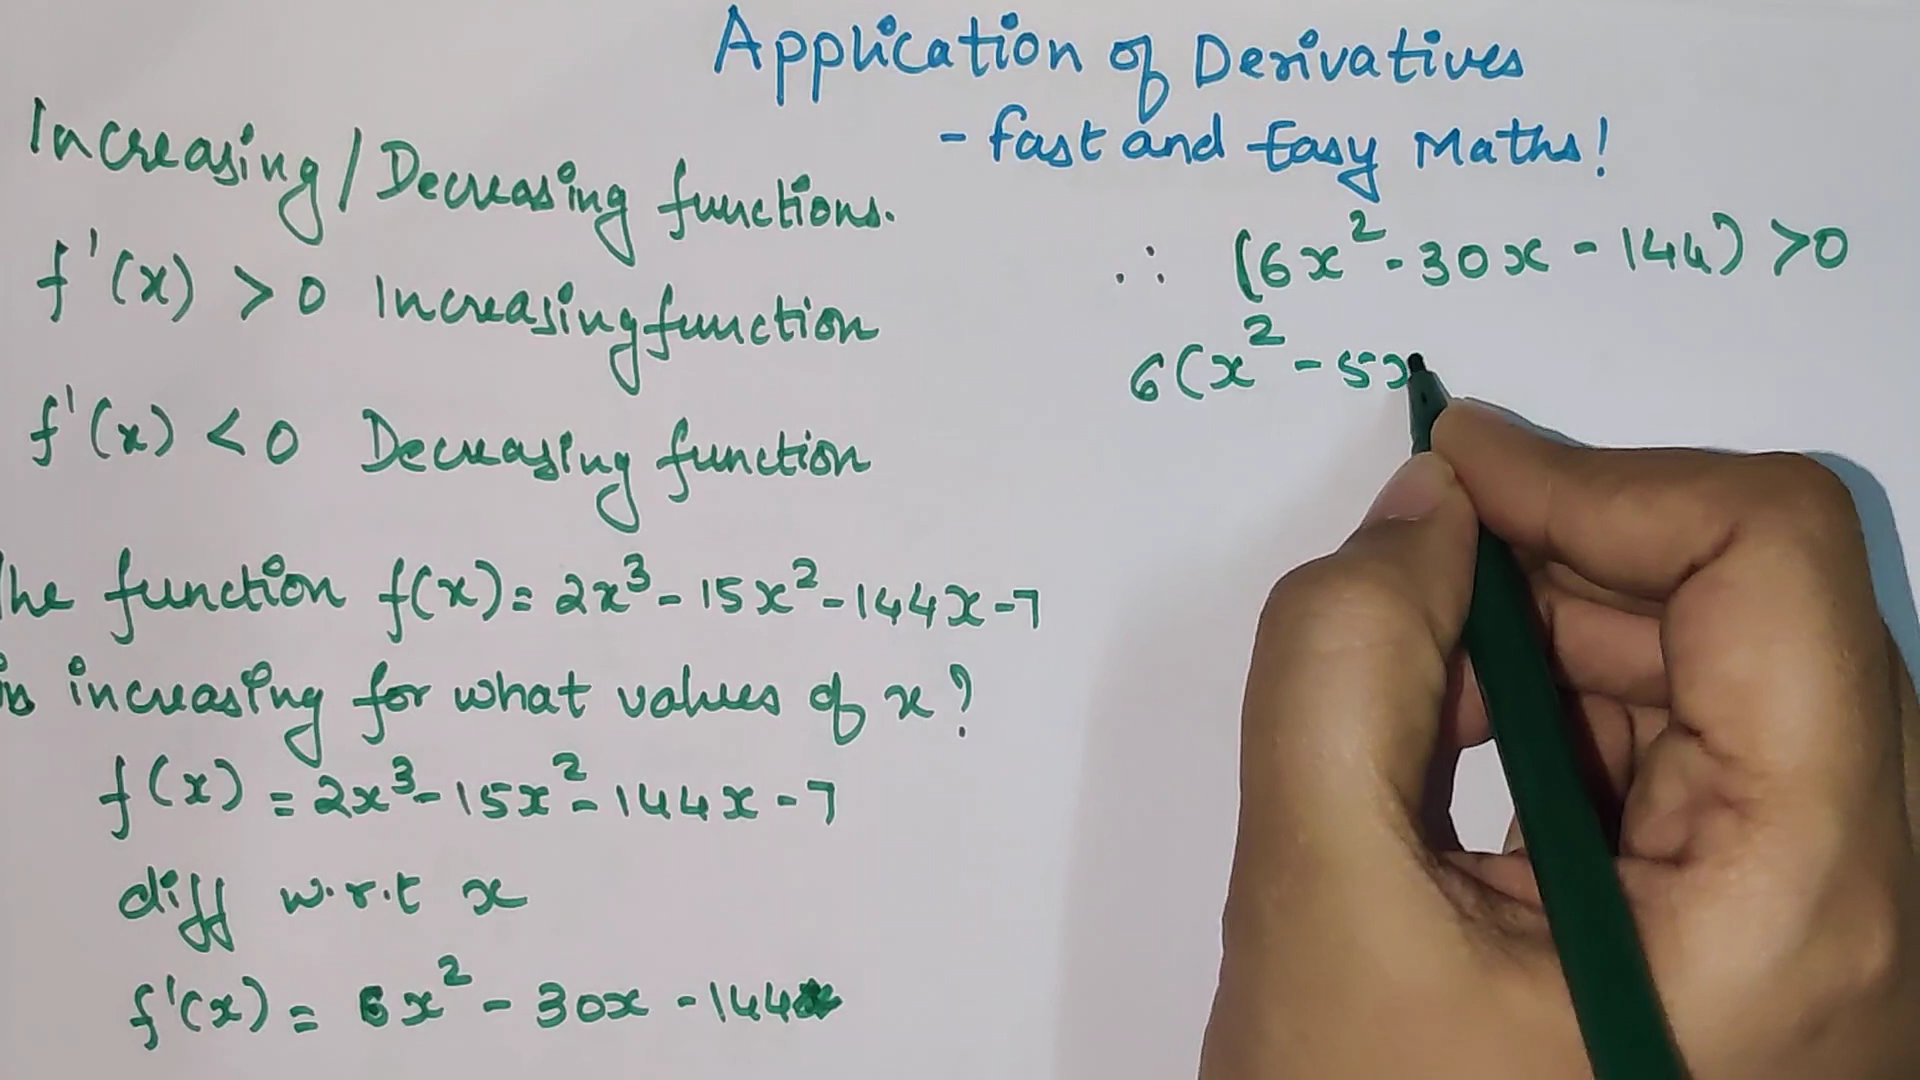 Application of Derivatives
- Fast and Easy Maths!
Increasing/Decreasing functions.
f'(x) > 0 Increasing function
f'(x) < 0 Decreasing function
The function f(x) = 2x³ - 15x² - 144x - 7
is increasing for what values of x?
f(x) = 2x³ - 15x² - 144x - 7
diff w.r.t x
f'(x) = 6x² - 30x - 144
∴ (6x² - 30x - 144) > 0
6(x² - 5x